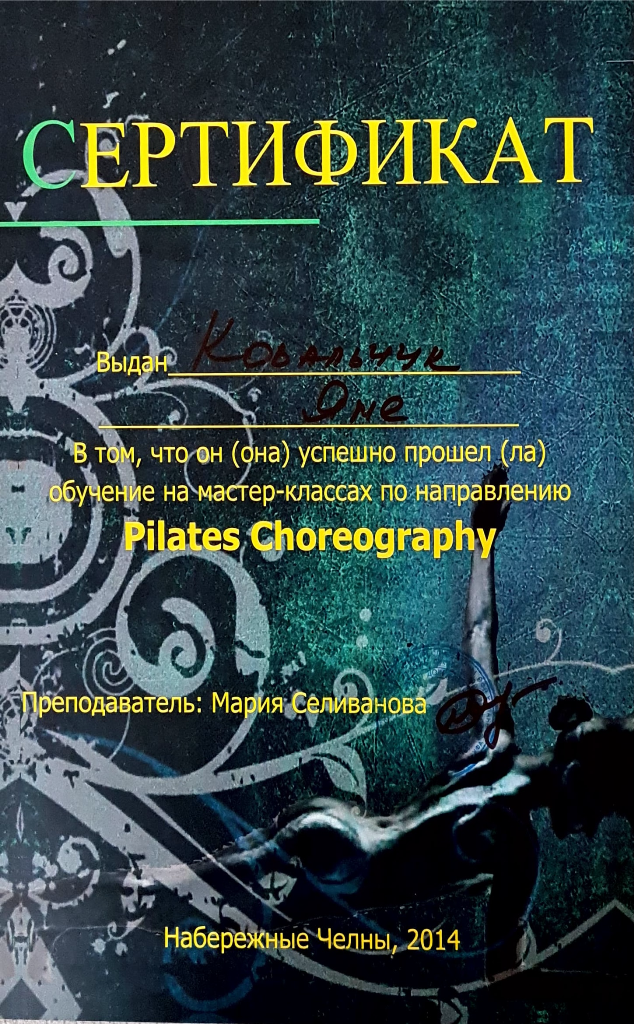 СЕРТИФИКАТ
Выдан Ковальчук
Яне
В том, что он (она) успешно прошел (ла)
обучение на мастер-классах по направлению
Pilates Choreography
Преподаватель: Мария Селиванова
Набережные Челны, 2014